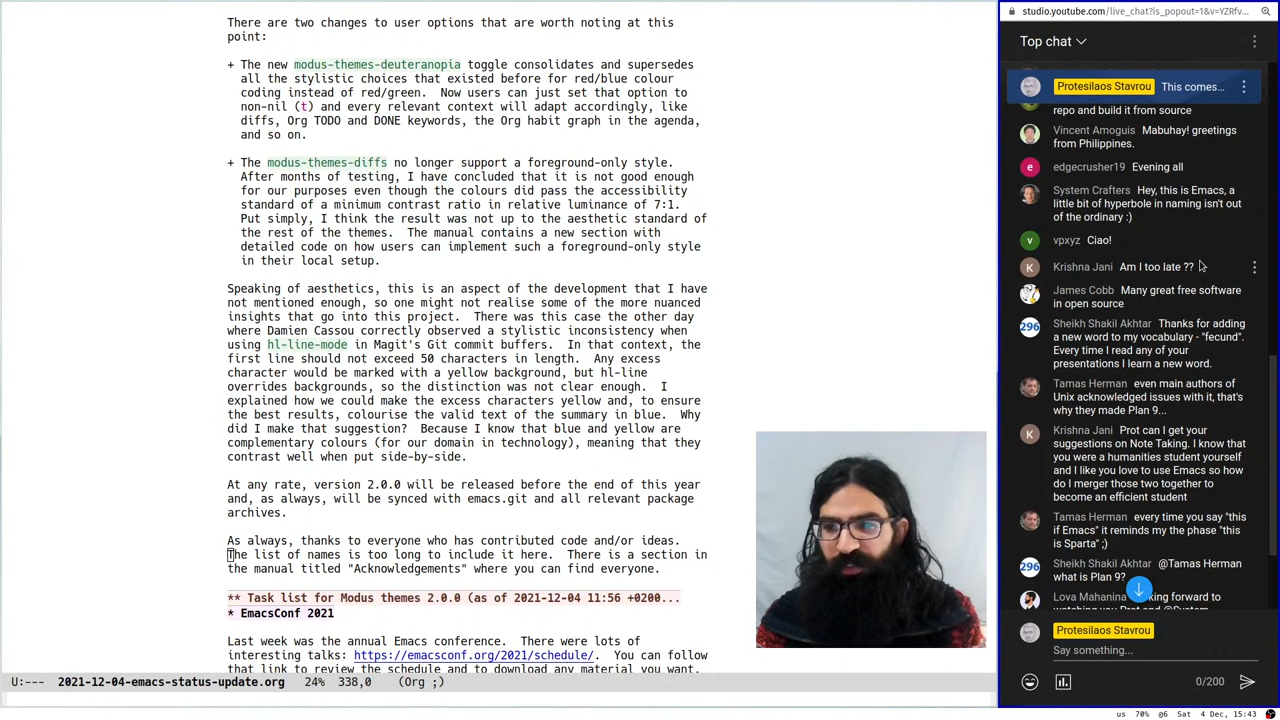 There are two changes to user options that are worth noting at this
point:
+ The new modus-themes-deuteranopia toggle consolidates and supersedes
all the stylistic choices that existed before for red/blue colour
coding instead of red/green.  Now users can just set that option to
non-nil (t) and every relevant context will adapt accordingly, like
diffs, Org TODO and DONE keywords, the Org habit graph in the agenda,
and so on.
+ The modus-themes-diffs no longer support a foreground-only style.
After months of testing, I have concluded that it is not good enough
for our purposes even though the colours did pass the accessibility
standard of a minimum contrast ratio in relative luminance of 7:1.
Put simply, I think the result was not up to the aesthetic standard of
the rest of the themes.  The manual contains a new section with
detailed code on how users can implement such a foreground-only style
in their local setup.
Speaking of aesthetics, this is an aspect of the development that I have
not mentioned enough, so one might not realise some of the more nuanced
insights that go into this project.  There was this case the other day
where Damien Cassou correctly observed a stylistic inconsistency when
using hl-line-mode in Magit's Git commit buffers.  In that context, the
first line should not exceed 50 characters in length.  Any excess
character would be marked with a yellow background, but hl-line
overrides backgrounds, so the distinction was not clear enough.  I
explained how we could make the excess characters yellow and, to ensure
the best results, colourise the valid text of the summary in blue.  Why
did I make that suggestion?  Because I know that blue and yellow are
complementary colours (for our domain in technology), meaning that they
contrast well when put side-by-side.
At any rate, version 2.0.0 will be released before the end of this year
and, as always, will be synced with emacs.git and all relevant package
archives.
As always, thanks to everyone who has contributed code and/or ideas.
The list of names is too long to include it here.  There is a section in
the manual titled "Acknowledgements" where you can find everyone.
** Task list for Modus themes 2.0.0 (as of 2021-12-04 11:56 +0200...
* EmacsConf 2021
Last week was the annual Emacs conference.  There were lots of
interesting talks: https://emacsconf.org/2021/schedule/.  You can follow
that link to review the schedule and to download any material you want.
U:---  2021-12-04-emacs-status-update.org  24%  338,0  (Org ;)
studio.youtube.com/live_chat?is_popout=1&v=YZRfv...
Top chat
Protesilaos Stavrou This comes...
repo and build it from source
Vincent Amoguis Mabuhay! greetings
from Philippines.
e edgecrusher19 Evening all
System Crafters Hey, this is Emacs, a
little bit of hyperbole in naming isn't out
of the ordinary :)
v vpxyz Ciao!
K Krishna Jani Am I too late ??
James Cobb Many great free software
in open source
296 Sheikh Shakil Akhtar Thanks for adding
a new word to my vocabulary - "fecund".
Every time I read any of your
presentations I learn a new word.
Tamas Herman even main authors of
Unix acknowledged issues with it, that's
why they made Plan 9...
K Krishna Jani Prot can I get your
suggestions on Note Taking. I know that
you were a humanities student yourself
and I like you love to use Emacs so how
do I merger those two together to
become an efficient student
Tamas Herman every time you say "this
if Emacs" it reminds my the phase "this
is Sparta" ;)
296 Sheikh Shakil Akhtar @Tamas Herman
what is Plan 9?
Lova Mahanina king forward to
Protesilaos Stavrou
Say something...
0/200
us 70% @6 Sat 4 Dec, 15:43